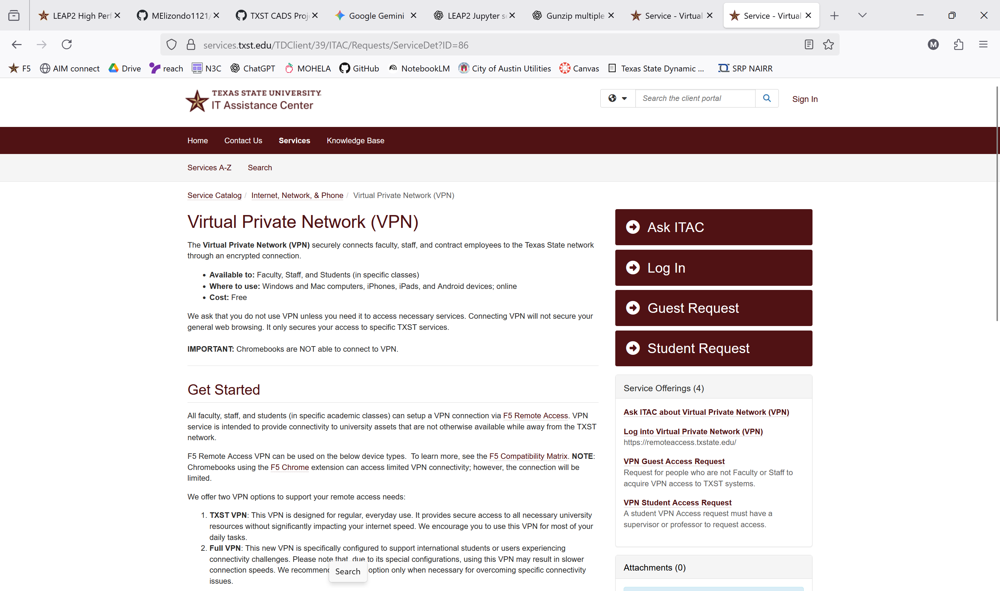 LEAP2 High Perf
MElizondo1121/
TXST CADS Proj
Google Gemini
LEAP2 Jupyter s
Gunzip multiple
Service - Virtual
Service - Virtual
services.txst.edu/TDClient/39/ITAC/Requests/ServiceDet?ID=86
M
F5
AIM connect
Drive
reach
N3C
ChatGPT
MOHELA
GitHub
NotebookLM
City of Austin Utilities
Canvas
Texas State Dynamic ...
SRP NAIRR
TEXAS STATE UNIVERSITY
IT Assistance Center
Search the client portal
Sign In
Home
Contact Us
Services
Knowledge Base
Services A-Z
Search
Service Catalog / Internet, Network, & Phone / Virtual Private Network (VPN)
Virtual Private Network (VPN)
The Virtual Private Network (VPN) securely connects faculty, staff, and contract employees to the Texas State network
through an encrypted connection.
• Available to: Faculty, Staff, and Students (in specific classes)
• Where to use: Windows and Mac computers, iPhones, iPads, and Android devices; online
• Cost: Free
We ask that you do not use VPN unless you need it to access necessary services. Connecting VPN will not secure your
general web browsing. It only secures your access to specific TXST services.
IMPORTANT: Chromebooks are NOT able to connect to VPN.
Get Started
All faculty, staff, and students (in specific academic classes) can setup a VPN connection via F5 Remote Access. VPN
service is intended to provide connectivity to university assets that are not otherwise available while away from the TXST
network.
F5 Remote Access VPN can be used on the below device types. To learn more, see the F5 Compatibility Matrix. NOTE:
Chromebooks using the F5 Chrome extension can access limited VPN connectivity; however, the connection will be
limited.
We offer two VPN options to support your remote access needs:
1. TXST VPN: This VPN is designed for regular, everyday use. It provides secure access to all necessary university
resources without significantly impacting your internet speed. We encourage you to use this VPN for most of your
daily tasks.
2. Full VPN: This new VPN is specifically configured to support international students or users experiencing
connectivity challenges. Please note that, due to its special configurations, using this VPN may result in slower
connection speeds. We recommend option only when necessary for overcoming specific connectivity
issues.
Search
Ask ITAC
Log In
Guest Request
Student Request
Service Offerings (4)
Ask ITAC about Virtual Private Network (VPN)
Log into Virtual Private Network (VPN)
https://remoteaccess.txstate.edu/
VPN Guest Access Request
Request for people who are not Faculty or Staff to
acquire VPN access to TXST systems.
VPN Student Access Request
A student VPN Access request must have a
supervisor or professor to request access.
Attachments (0)